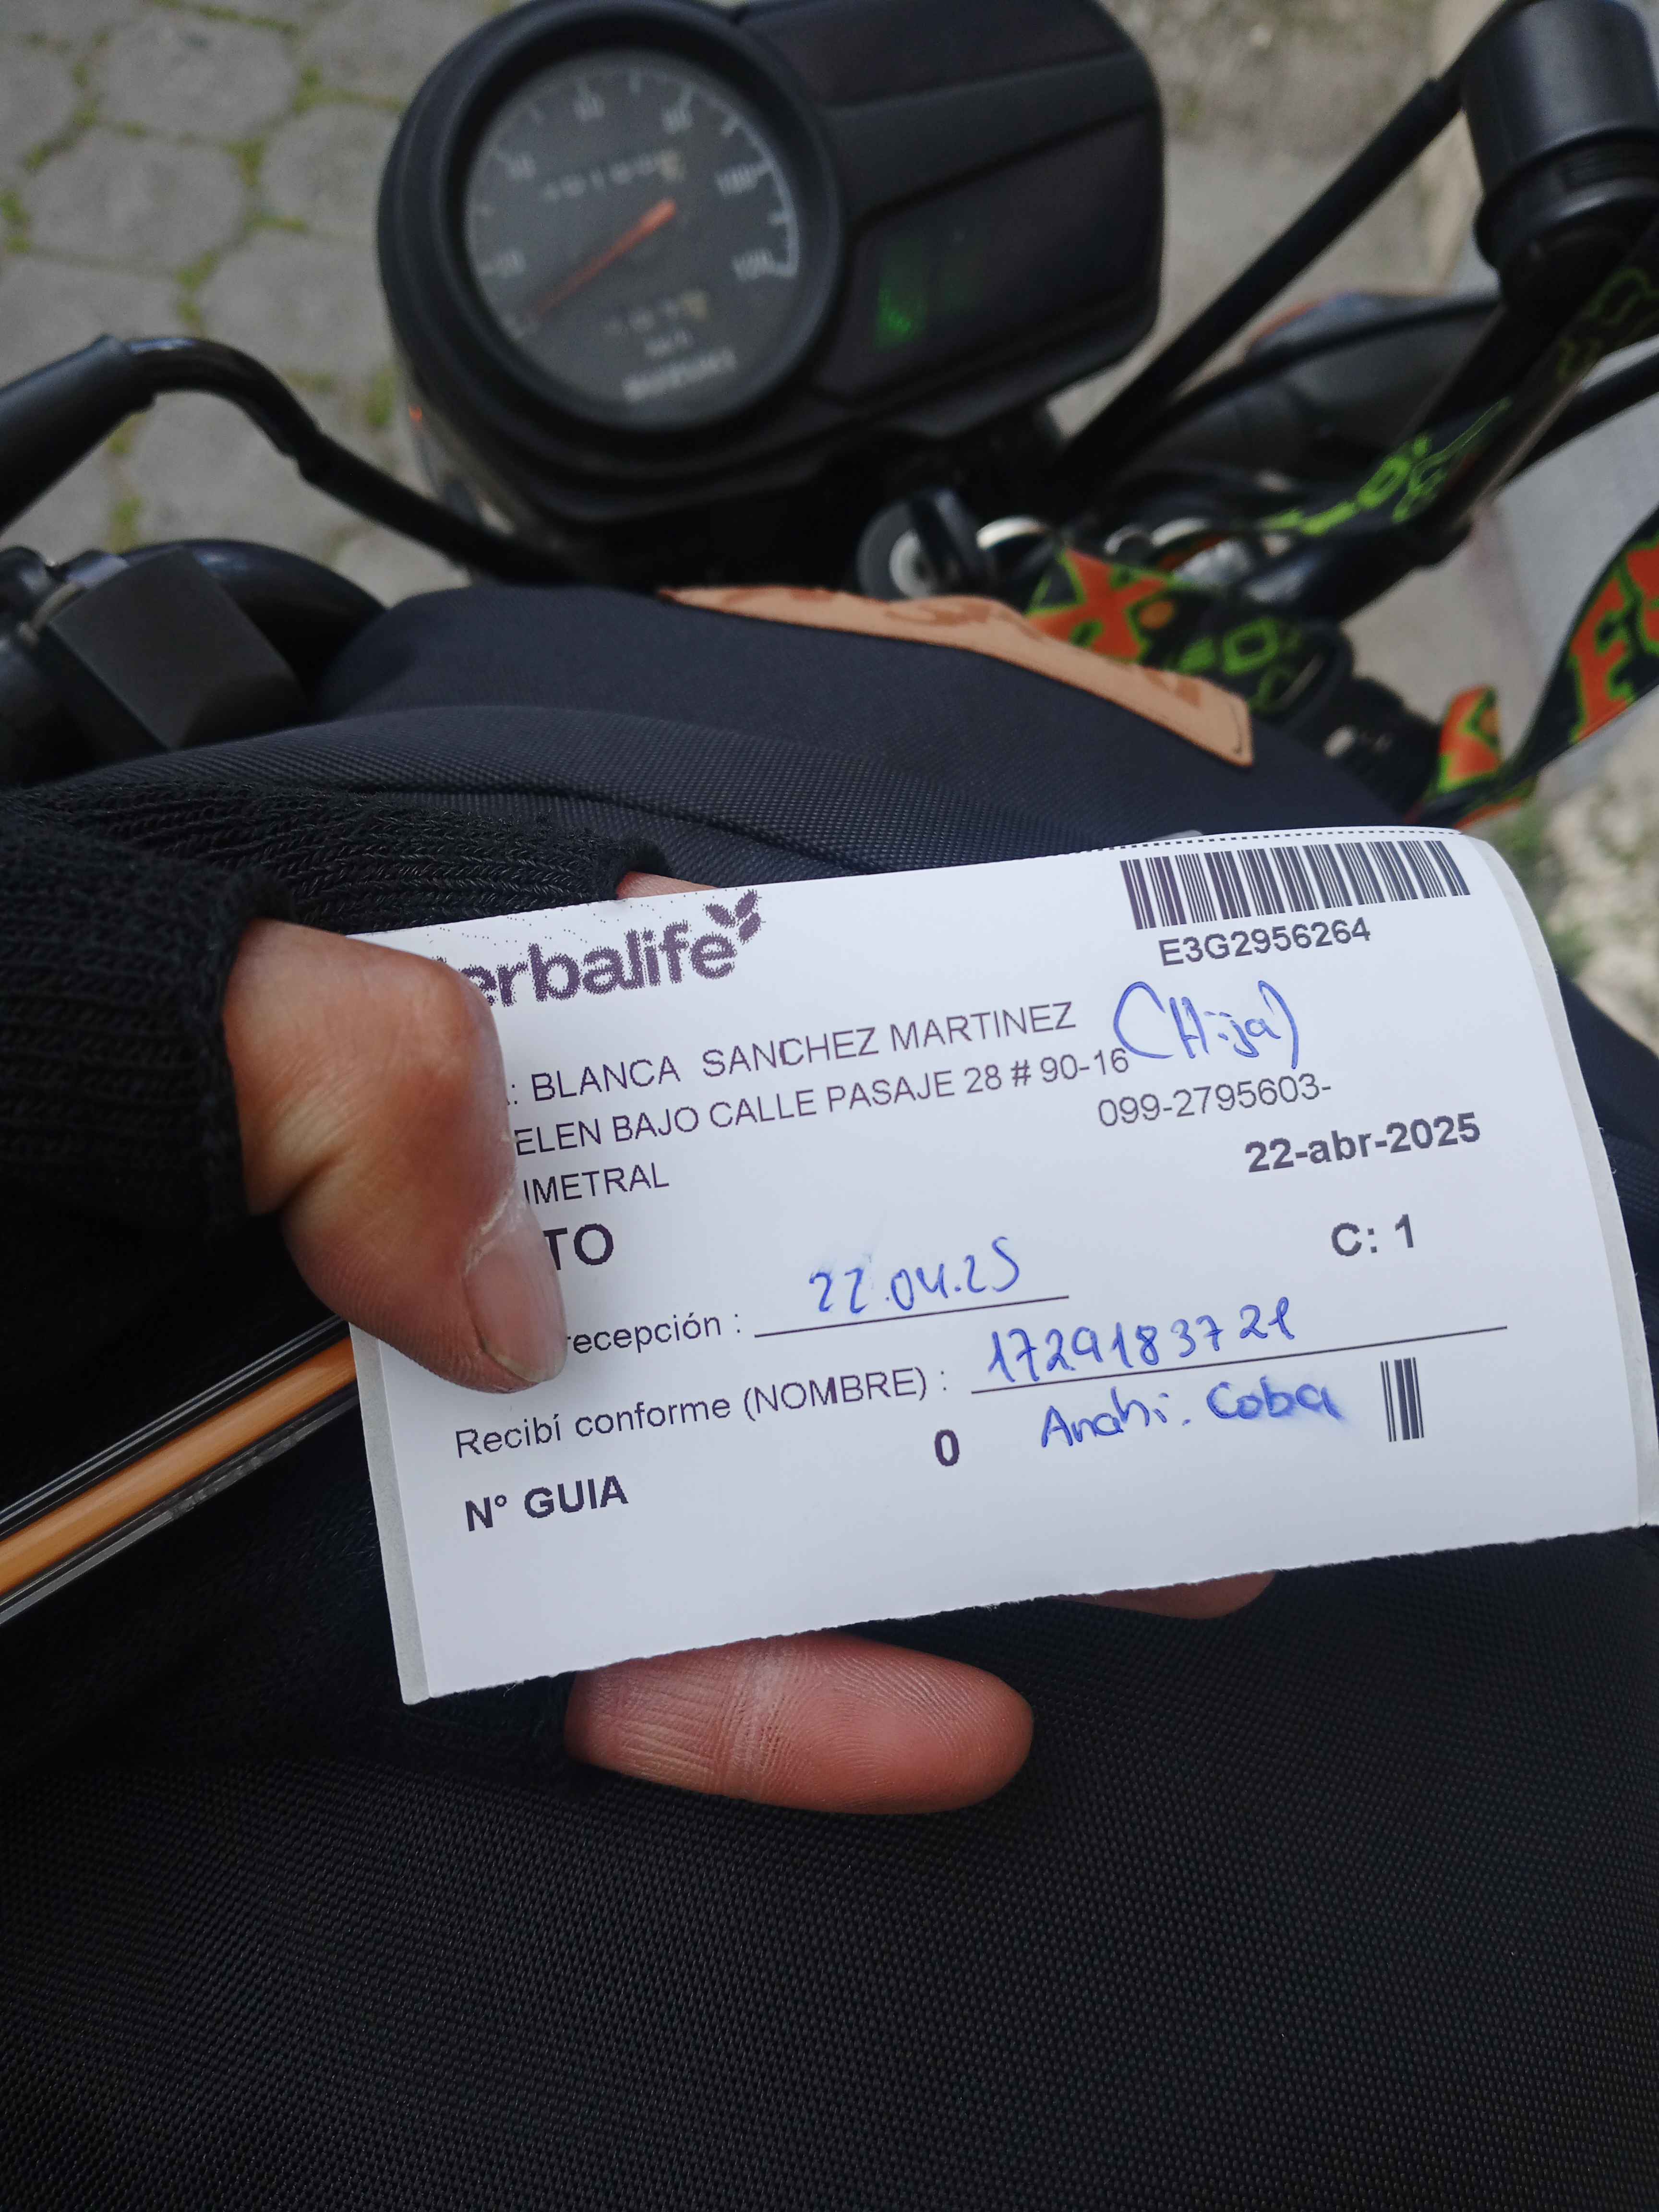 erbalife
E3G2956264
: BLANCA SANCHEZ MARTINEZ (Hija)
ELEN BAJO CALLE PASAJE 28 # 90-16
099-2795603-
IMETRAL
22-abr-2025
TO
C: 1
recepción : 22.04.25
Recibí conforme (NOMBRE) : 1729183721
0 Anahi. Coba
N° GUIA